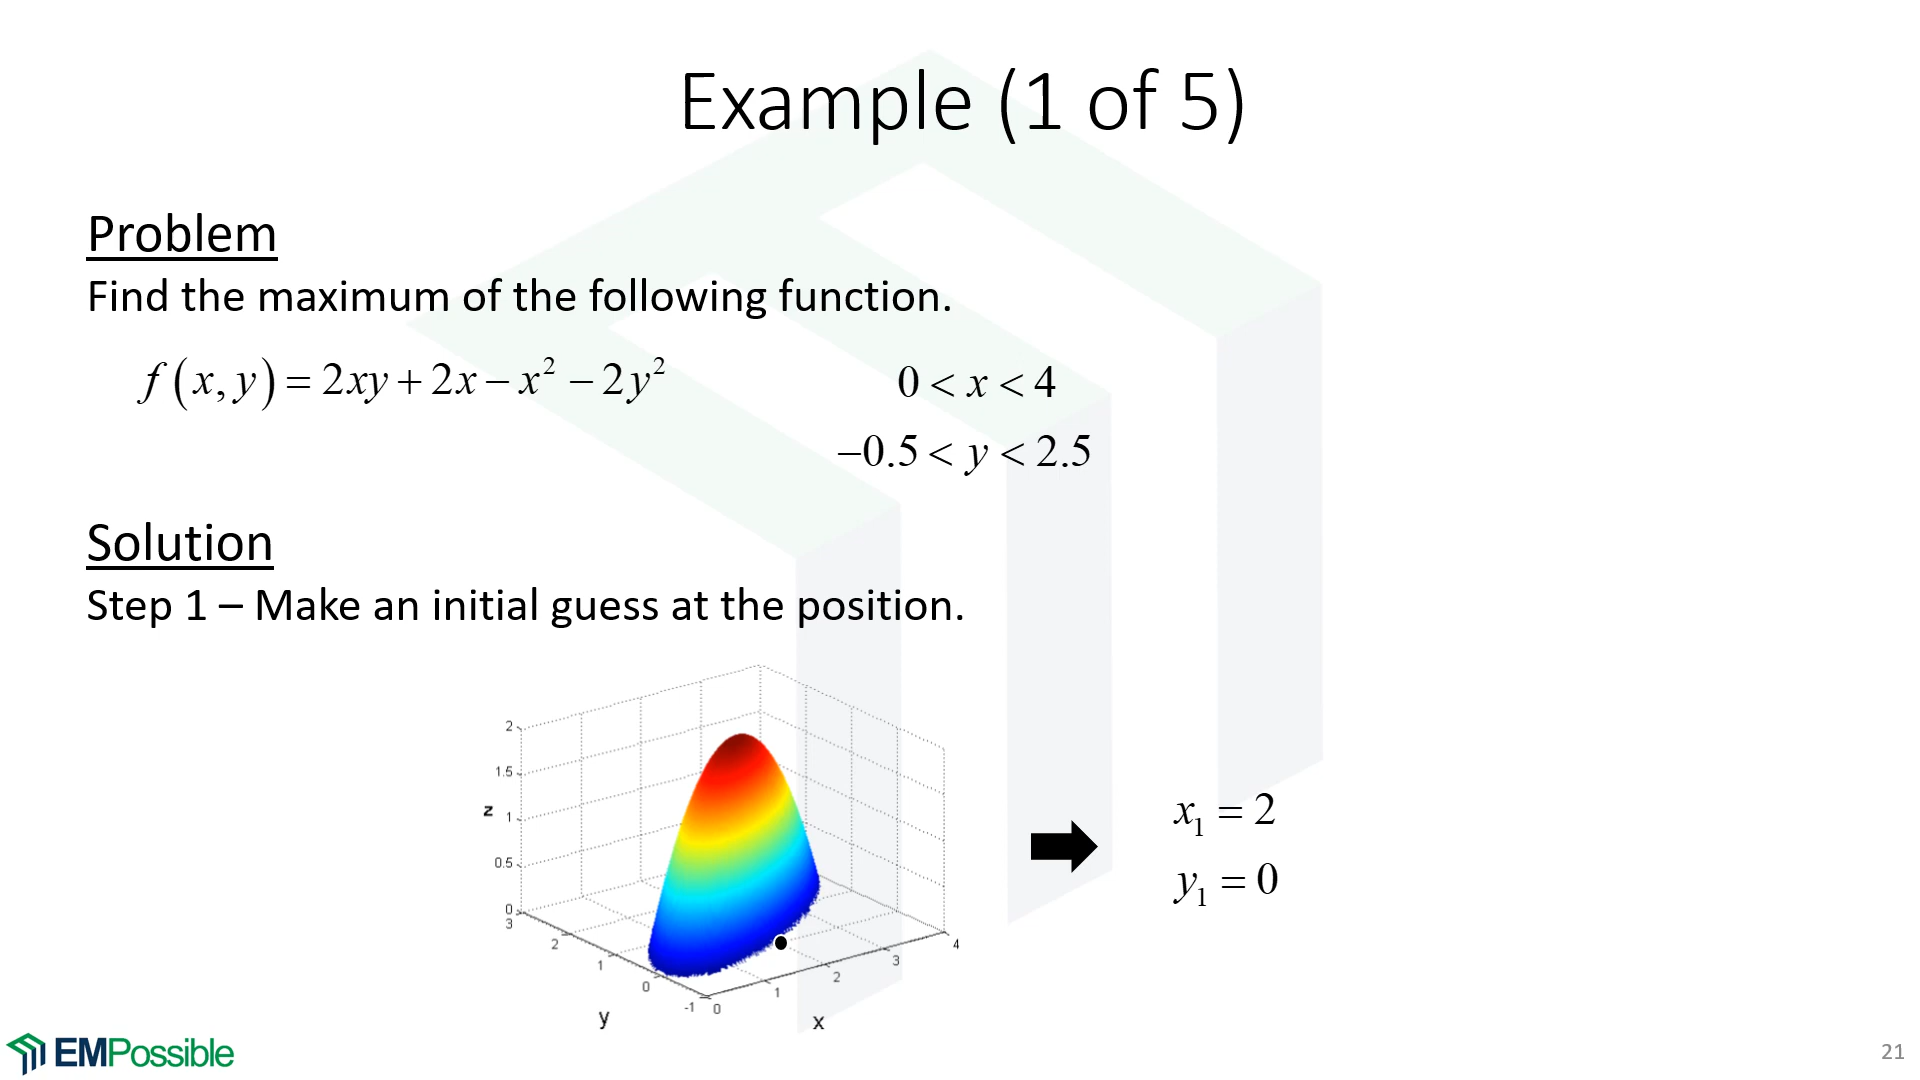 Example (1 of 5)
Problem
Find the maximum of the following function.
f(x,y) = 2xy + 2x − x² − 2y²
0 < x < 4
−0.5 < y < 2.5
Solution
Step 1 – Make an initial guess at the position.
2
1.5
z 1
0.5
0
3
2
1
0
-1
y
0
1
2
3
4
x
x₁ = 2
y₁ = 0
EMPossible
21